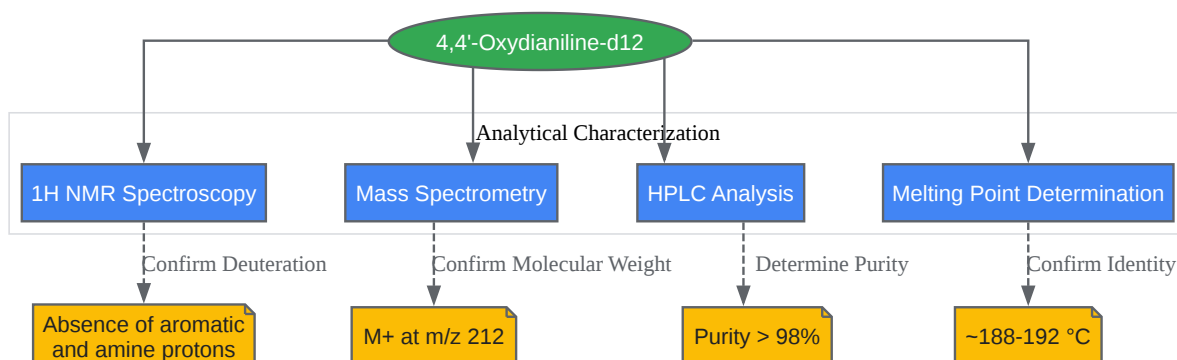 4,4'-Oxydianiline-d12
Analytical Characterization
1H NMR Spectroscopy
Mass Spectrometry
HPLC Analysis
Melting Point Determination
Confirm Deuteration
Confirm Molecular Weight
Determine Purity
Confirm Identity
Absence of aromatic
and amine protons
M+ at m/z 212
Purity > 98%
~188-192 °C